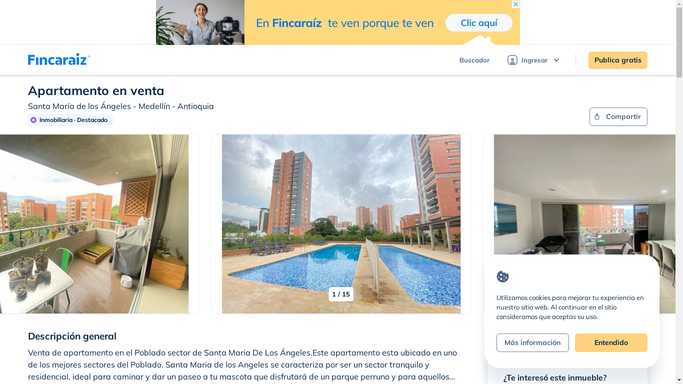 En Fincaraíz te ven porque te ven
Clic aquí
Fincaraiz
Buscador
Ingresar
Publica gratis
Apartamento en venta
Santa María de los Ángeles - Medellín - Antioquia
Inmobiliaria - Destacado
Compartir
1 / 15
Utilizamos cookies para mejorar tu experiencia en
nuestro sitio web. Al continuar en el sitio
consideramos que aceptas su uso.
Más información
Entendido
Descripción general
Venta de apartamento en el Poblado sector de Santa Maria De Los Ángeles.Este apartamento esta ubicado en uno
de los mejores sectores del Poblado. Santa Maria de los Angeles se caracteriza por ser un sector tranquilo y
residencial, ideal para caminar y dar un paseo a tu mascota que disfrutará de un parque perruno y para aquellos...
¿Te interesó este inmueble?